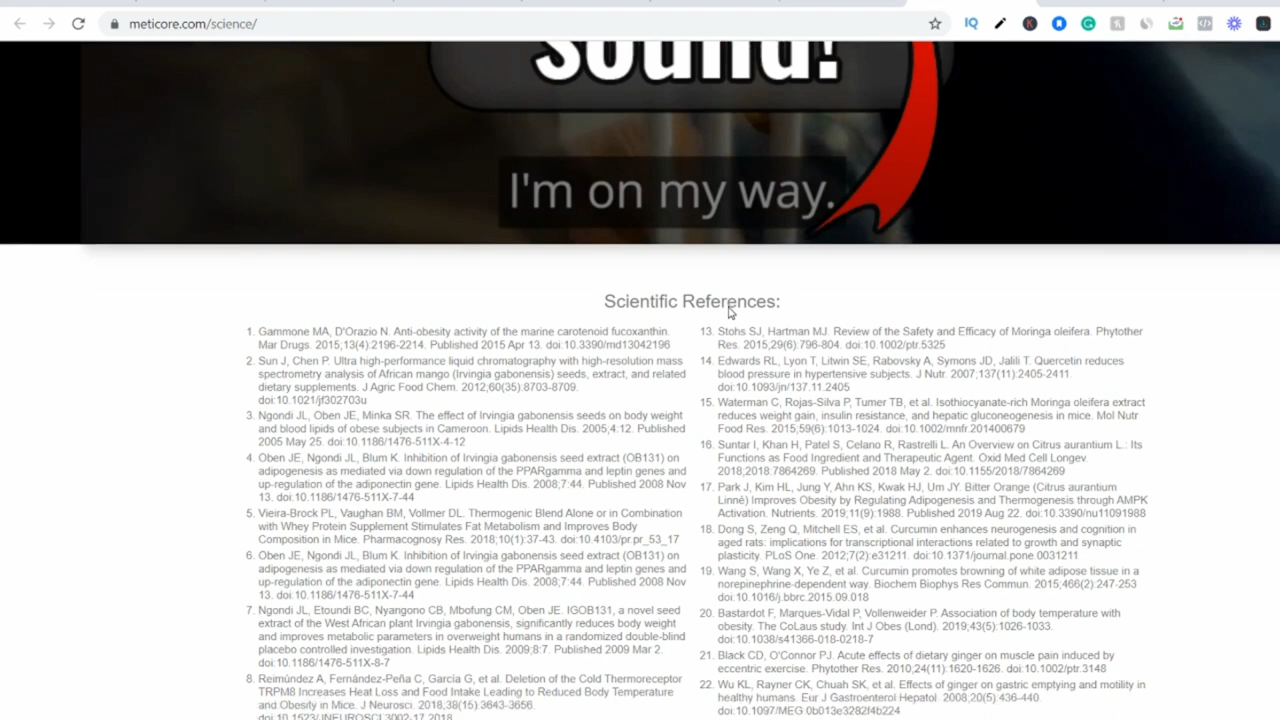 meticore.com/science/
IQ
sound!
I'm on my way.
Scientific References:
1. Gammone MA, D'Orazio N. Anti-obesity activity of the marine carotenoid fucoxanthin.
Mar Drugs. 2015;13(4):2196-2214. Published 2015 Apr 13. doi:10.3390/md13042196
2. Sun J, Chen P. Ultra high-performance liquid chromatography with high-resolution mass
spectrometry analysis of African mango (Irvingia gabonensis) seeds, extract, and related
dietary supplements. J Agric Food Chem. 2012;60(35):8703-8709.
doi:10.1021/jf302703u
3. Ngondi JL, Oben JE, Minka SR. The effect of Irvingia gabonensis seeds on body weight
and blood lipids of obese subjects in Cameroon. Lipids Health Dis. 2005;4:12. Published
2005 May 25. doi:10.1186/1476-511X-4-12
4. Oben JE, Ngondi JL, Blum K. Inhibition of Irvingia gabonensis seed extract (OB131) on
adipogenesis as mediated via down regulation of the PPARgamma and leptin genes and
up-regulation of the adiponectin gene. Lipids Health Dis. 2008;7:44. Published 2008 Nov
13. doi:10.1186/1476-511X-7-44
5. Vieira-Brock PL, Vaughan BM, Vollmer DL. Thermogenic Blend Alone or in Combination
with Whey Protein Supplement Stimulates Fat Metabolism and Improves Body
Composition in Mice. Pharmacognosy Res. 2018;10(1):37-43. doi:10.4103/pr.pr_53_17
6. Oben JE, Ngondi JL, Blum K. Inhibition of Irvingia gabonensis seed extract (OB131) on
adipogenesis as mediated via down regulation of the PPARgamma and leptin genes and
up-regulation of the adiponectin gene. Lipids Health Dis. 2008;7:44. Published 2008 Nov
13. doi:10.1186/1476-511X-7-44
7. Ngondi JL, Etoundi BC, Nyangono CB, Mbofung CM, Oben JE. IGOB131, a novel seed
extract of the West African plant Irvingia gabonensis, significantly reduces body weight
and improves metabolic parameters in overweight humans in a randomized double-blind
placebo controlled investigation. Lipids Health Dis. 2009;8:7. Published 2009 Mar 2.
doi:10.1186/1476-511X-8-7
8. Reimúndez A, Fernández-Peña C, García G, et al. Deletion of the Cold Thermoreceptor
TRPM8 Increases Heat Loss and Food Intake Leading to Reduced Body Temperature
and Obesity in Mice. J Neurosci. 2018;38(15):3643-3656.
doi:10.1523/JNEUROSCI.3002-17.2018
13. Stohs SJ, Hartman MJ. Review of the Safety and Efficacy of Moringa oleifera. Phytother
Res. 2015;29(6):796-804. doi:10.1002/ptr.5325
14. Edwards RL, Lyon T, Litwin SE, Rabovsky A, Symons JD, Jalili T. Quercetin reduces
blood pressure in hypertensive subjects. J Nutr. 2007;137(11):2405-2411.
doi:10.1093/jn/137.11.2405
15. Waterman C, Rojas-Silva P, Tumer TB, et al. Isothiocyanate-rich Moringa oleifera extract
reduces weight gain, insulin resistance, and hepatic gluconeogenesis in mice. Mol Nutr
Food Res. 2015;59(6):1013-1024. doi:10.1002/mnfr.201400679
16. Suntar I, Khan H, Patel S, Celano R, Rastrelli L. An Overview on Citrus aurantium L.: Its
Functions as Food Ingredient and Therapeutic Agent. Oxid Med Cell Longev.
2018;2018:7864269. Published 2018 May 2. doi:10.1155/2018/7864269
17. Park J, Kim HL, Jung Y, Ahn KS, Kwak HJ, Um JY. Bitter Orange (Citrus aurantium
Linné) Improves Obesity by Regulating Adipogenesis and Thermogenesis through AMPK
Activation. Nutrients. 2019;11(9):1988. Published 2019 Aug 22. doi:10.3390/nu11091988
18. Dong S, Zeng Q, Mitchell ES, et al. Curcumin enhances neurogenesis and cognition in
aged rats: implications for transcriptional interactions related to growth and synaptic
plasticity. PLoS One. 2012;7(2):e31211. doi:10.1371/journal.pone.0031211
19. Wang S, Wang X, Ye Z, et al. Curcumin promotes browning of white adipose tissue in a
norepinephrine-dependent way. Biochem Biophys Res Commun. 2015;466(2):247-253
doi:10.1016/j.bbrc.2015.09.018
20. Bastardot F, Marques-Vidal P, Vollenweider P. Association of body temperature with
obesity. The CoLaus study. Int J Obes (Lond). 2019;43(5):1026-1033.
doi:10.1038/s41366-018-0218-7
21. Black CD, O'Connor PJ. Acute effects of dietary ginger on muscle pain induced by
eccentric exercise. Phytother Res. 2010;24(11):1620-1626. doi:10.1002/ptr.3148
22. Wu KL, Rayner CK, Chuah SK, et al. Effects of ginger on gastric emptying and motility in
healthy humans. Eur J Gastroenterol Hepatol. 2008;20(5):436-440.
doi:10.1097/MEG.0b013e3282f4b224